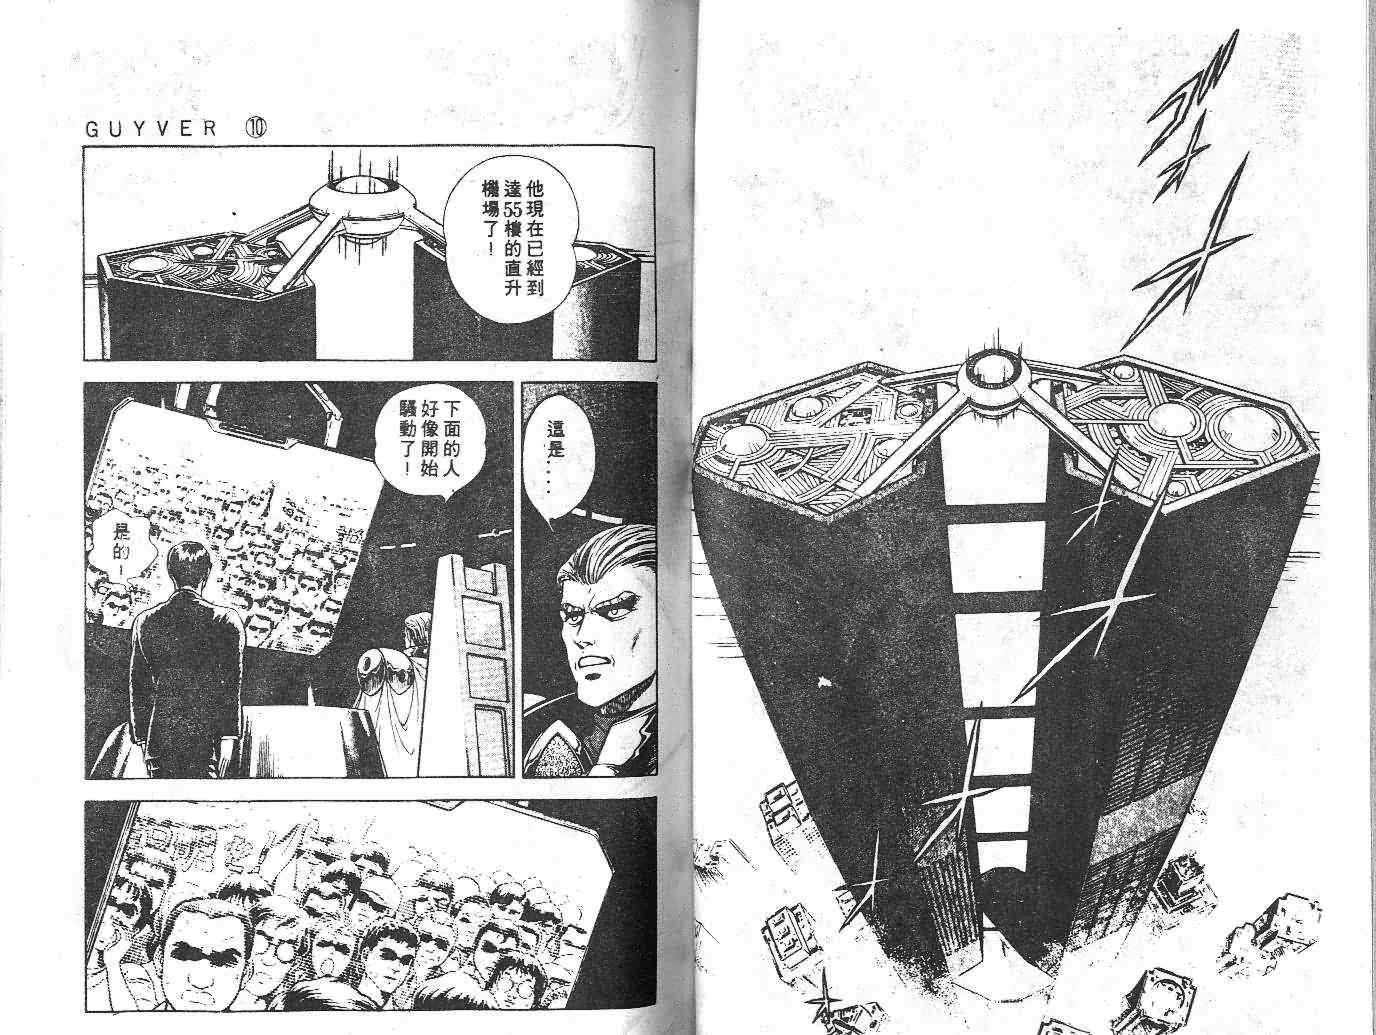 GUYVER ⑩
他現在已經到
達55樓的直升
機場了!
這是....
下面的人
好像開始
騷動了!
是的!